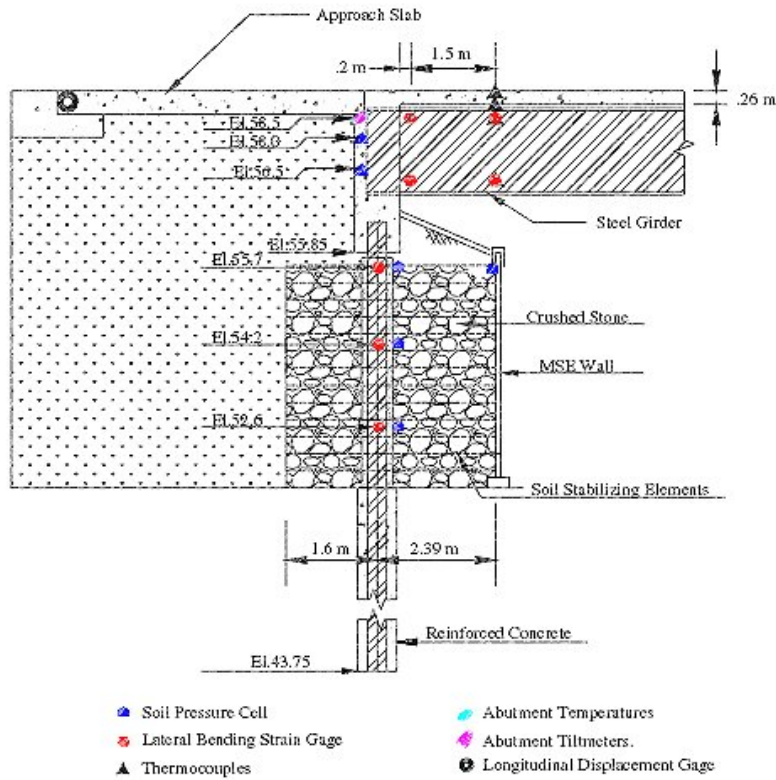 Approach Slab
1.5 m
.2 m
.26 m
El.58.5
El.58.0
El.56.5
Steel Girder
El.55.85
El.55.7
Crushed Stone
El.54.2
MSE Wall
El.52.6
Soil Stabilizing Elements
1.6 m
2.39 m
Reinforced Concrete
El.43.75
Soil Pressure Cell
Abutment Temperatures
Lateral Bending Strain Gage
Abutment Tiltmeters.
Thermocouples
Longitudinal Displacement Gage